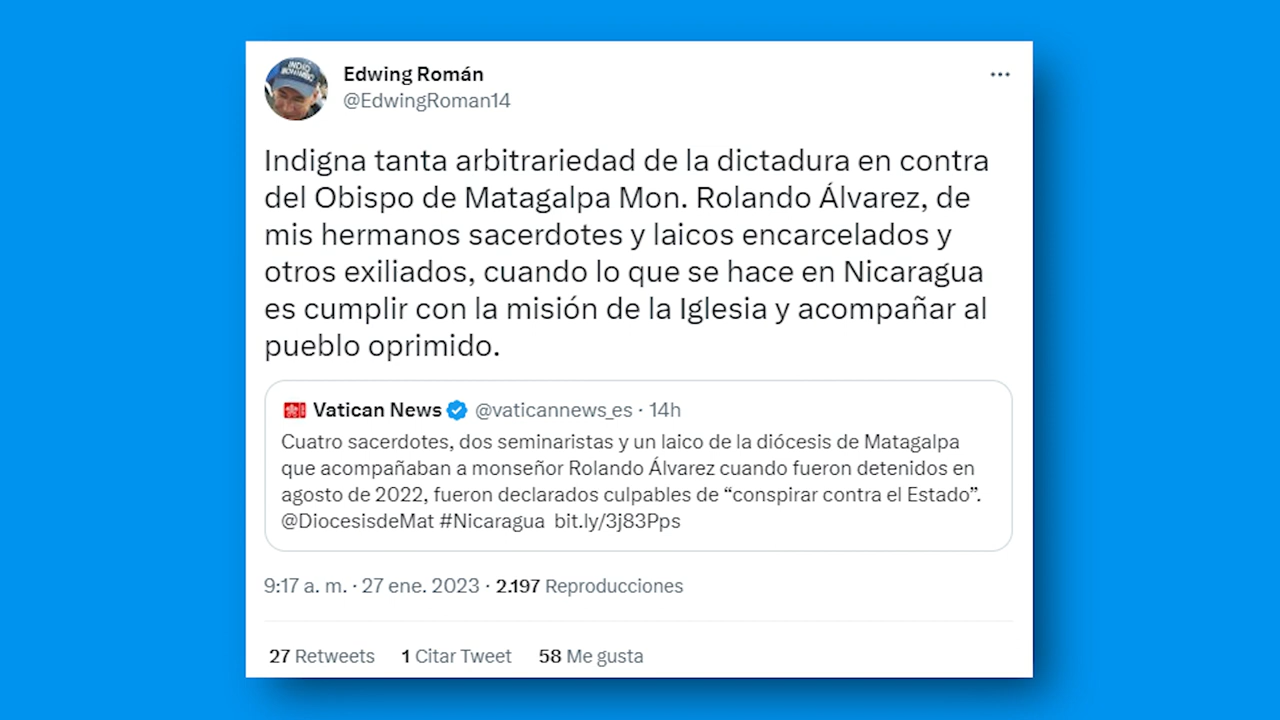 Edwing Román
@EdwingRoman14
Indigna tanta arbitrariedad de la dictadura en contra
del Obispo de Matagalpa Mon. Rolando Álvarez, de
mis hermanos sacerdotes y laicos encarcelados y
otros exiliados, cuando lo que se hace en Nicaragua
es cumplir con la misión de la Iglesia y acompañar al
pueblo oprimido.
Vatican News @vaticannews_es · 14h
Cuatro sacerdotes, dos seminaristas y un laico de la diócesis de Matagalpa
que acompañaban a monseñor Rolando Álvarez cuando fueron detenidos en
agosto de 2022, fueron declarados culpables de “conspirar contra el Estado”.
@DiocesisdeMat #Nicaragua bit.ly/3j83Pps
9:17 a. m. · 27 ene. 2023 · 2.197 Reproducciones
27 Retweets 1 Citar Tweet 58 Me gusta